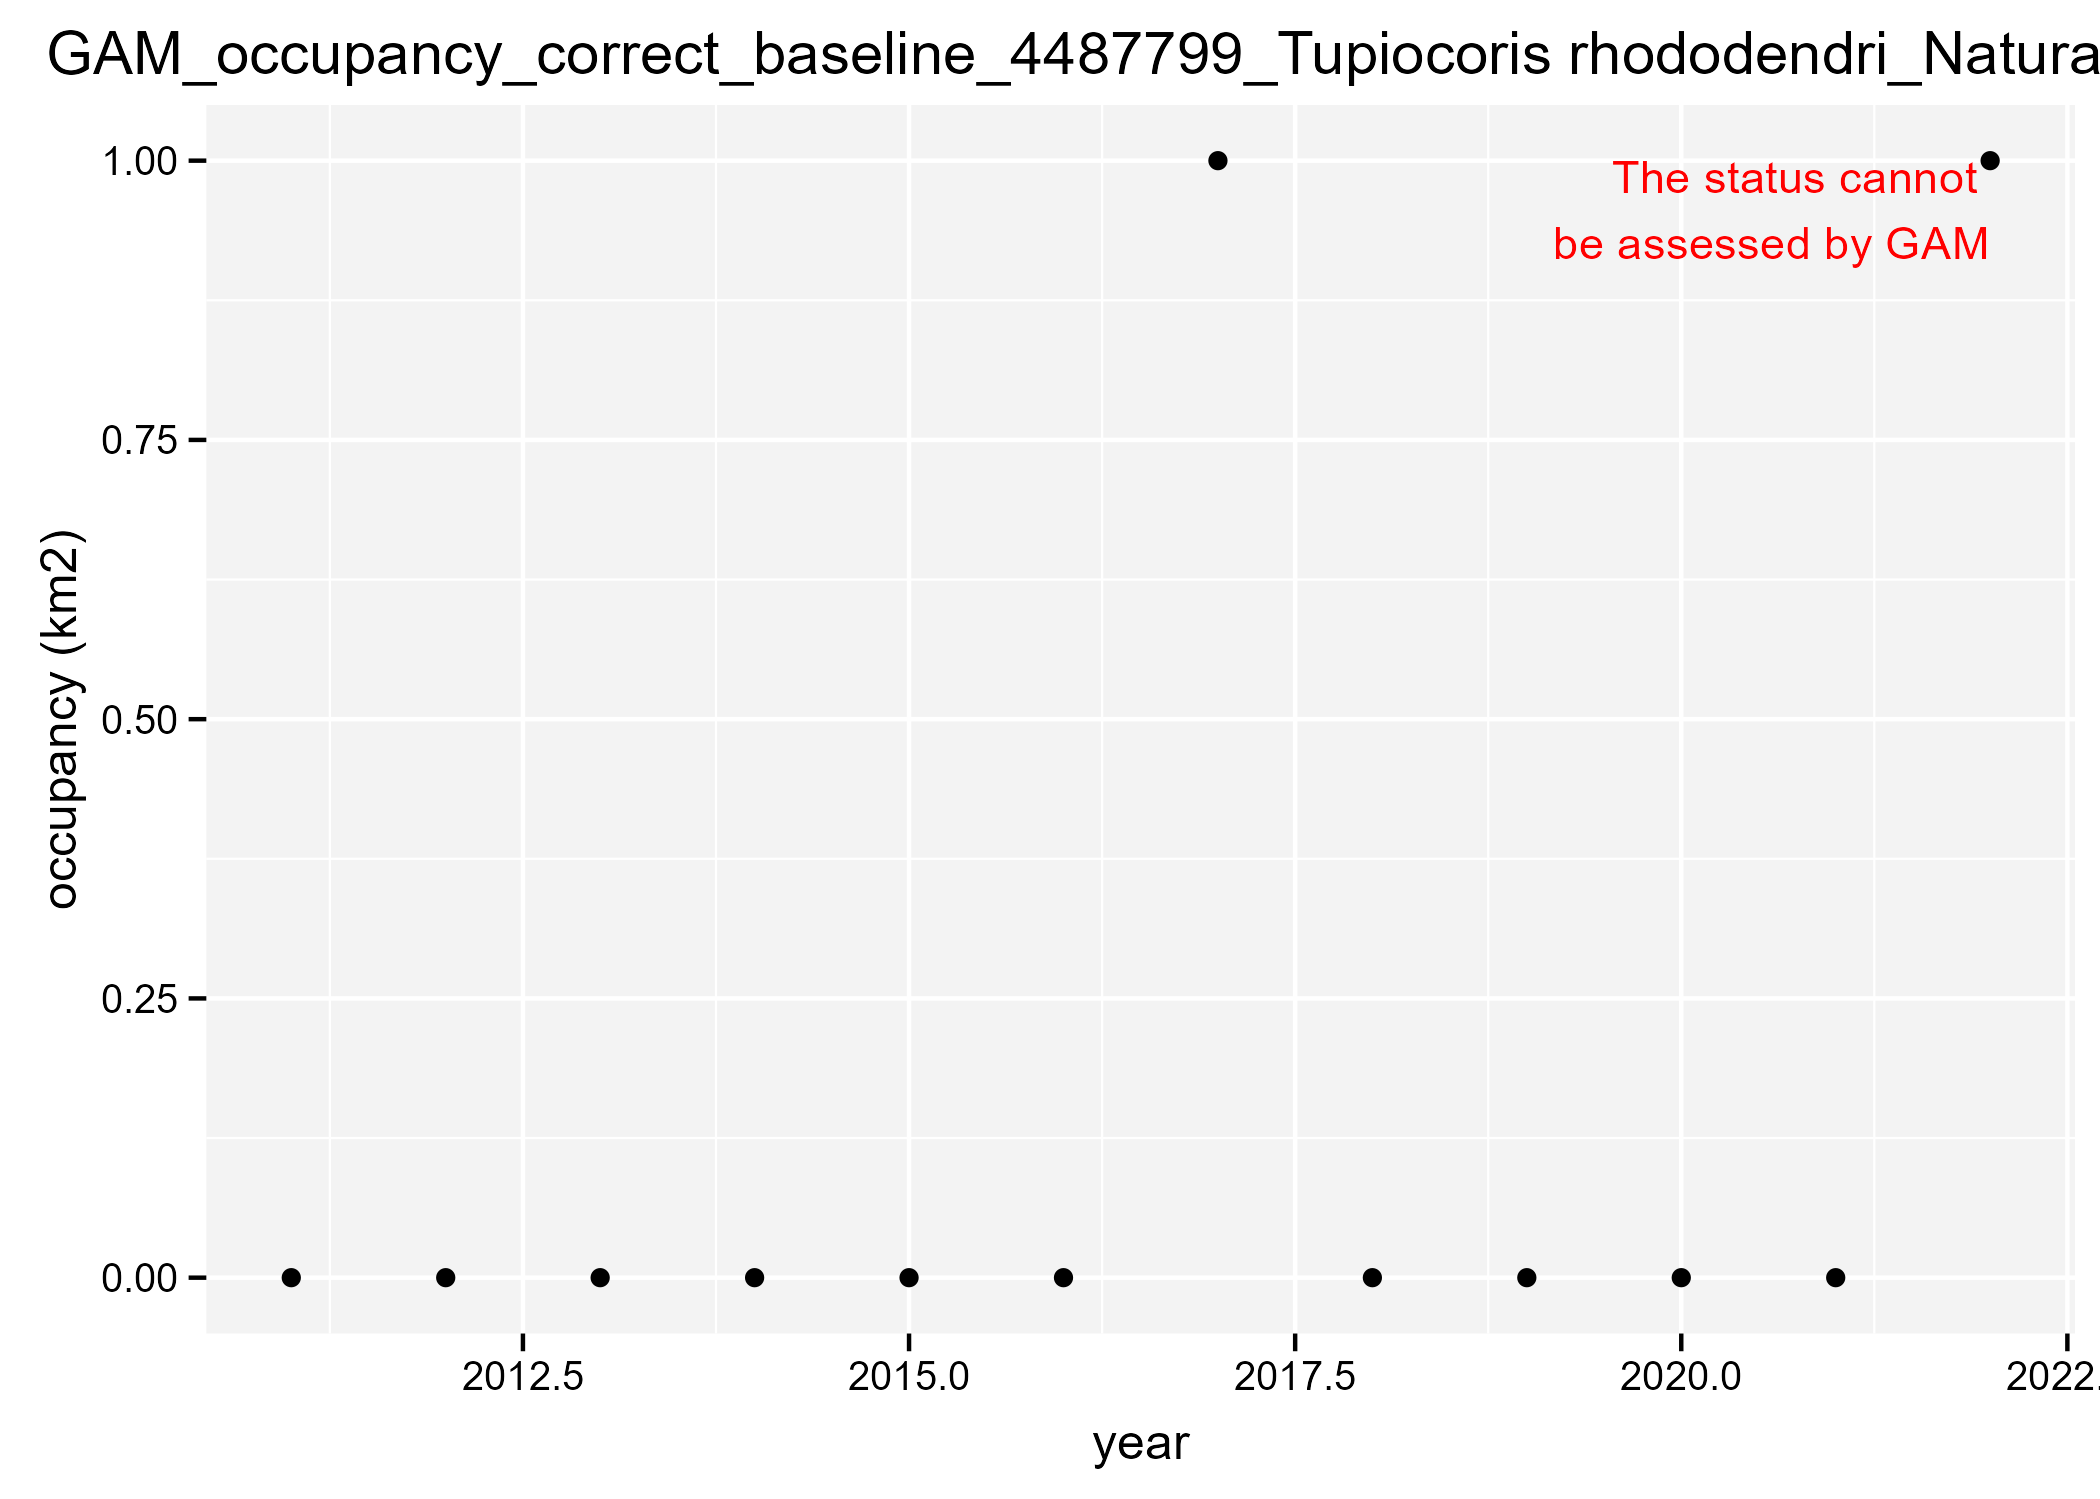 GAM_occupancy_correct_baseline_4487799_Tupiocoris rhododendri_Natura
1.00
The status cannot
be assessed by GAM
0.75
occupancy (km2)
0.50
0.25
0.00
2012.5 2015.0 2017.5 2020.0 2022.
year